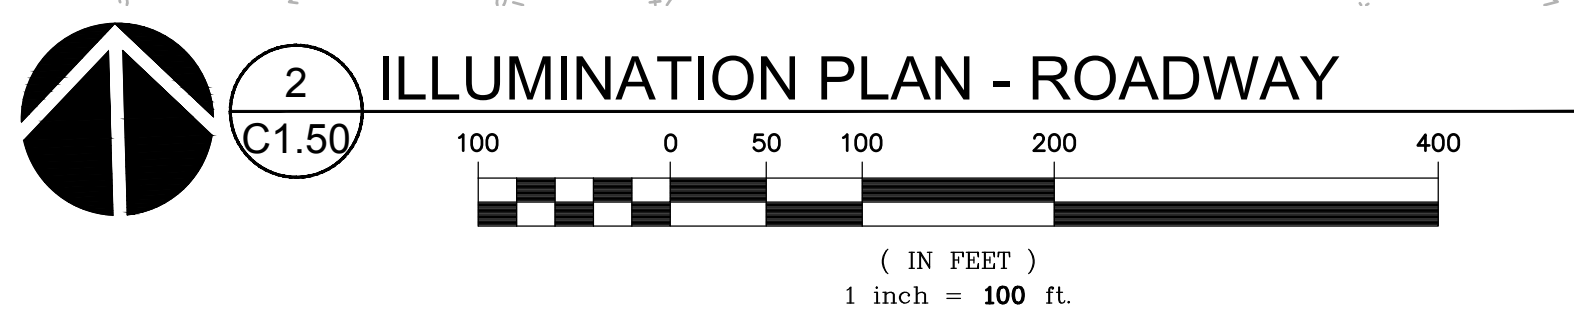 2
ILLUMINATION PLAN - ROADWAY
C1.50
100 0 50 100 200 400
( IN FEET )
1 inch = 100 ft.